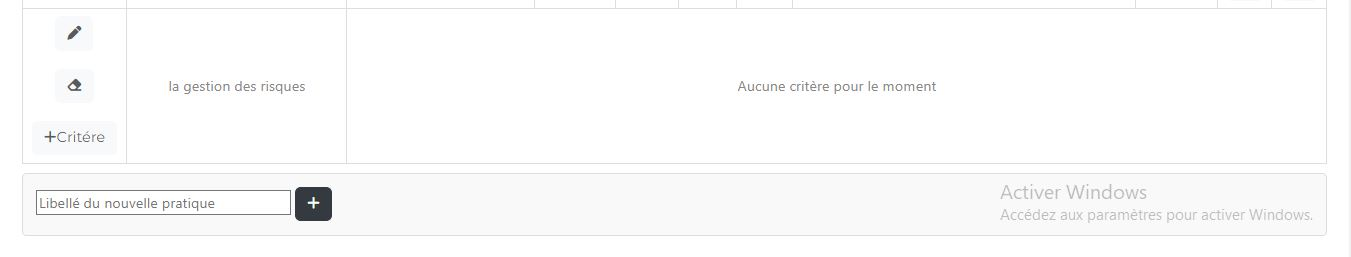 la gestion des risques
Aucune critère pour le moment
+Critére
Libellé du nouvelle pratique
+
Activer Windows
Accédez aux paramètres pour activer Windows.